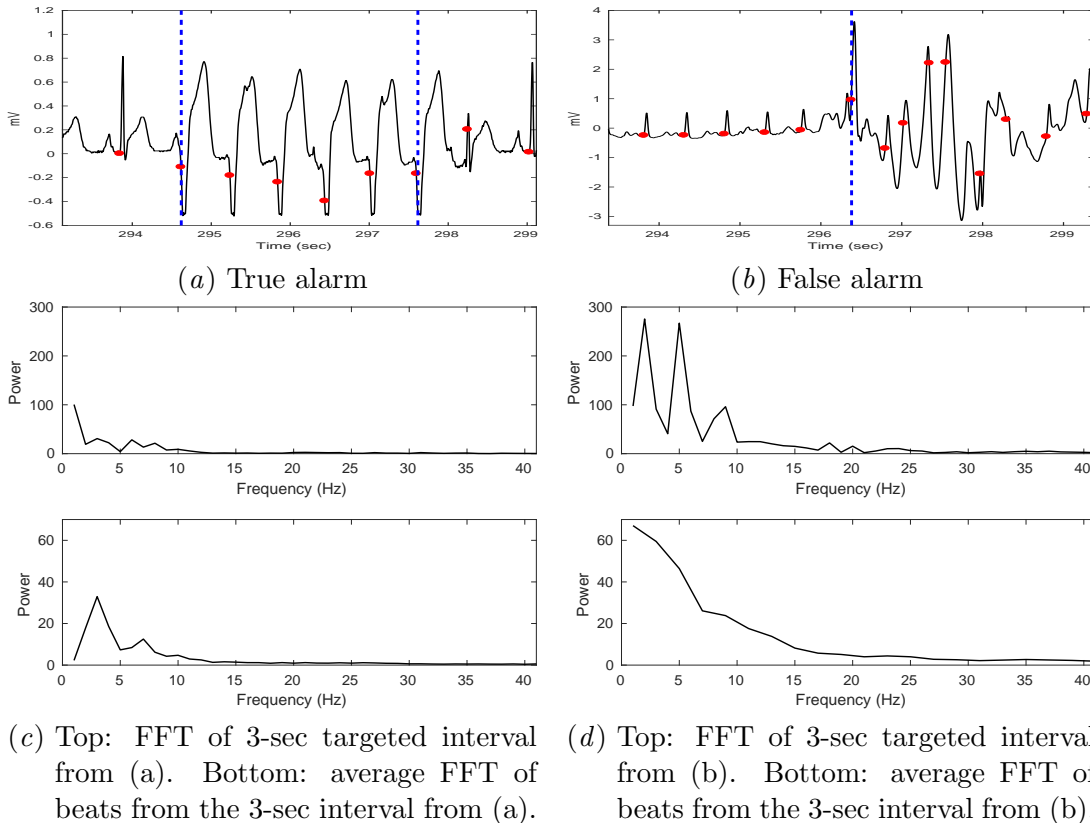 1.2
1
0.8
0.6
0.4
0.2
0
-0.2
-0.4
-0.6
mV
294 295 296 297 298 299
Time (sec)
(a) True alarm
4
3
2
1
0
-1
-2
-3
mV
294 295 296 297 298 299
Time (sec)
(b) False alarm
300
200
100
0
Power
0 5 10 15 20 25 30 35 40
Frequency (Hz)
300
200
100
0
Power
0 5 10 15 20 25 30 35 40
Frequency (Hz)
60
40
20
0
Power
0 5 10 15 20 25 30 35 40
Frequency (Hz)
60
40
20
0
Power
0 5 10 15 20 25 30 35 40
Frequency (Hz)
(c) Top: FFT of 3-sec targeted interval
from (a). Bottom: average FFT of
beats from the 3-sec interval from (a).
(d) Top: FFT of 3-sec targeted interval
from (b). Bottom: average FFT of
beats from the 3-sec interval from (b)